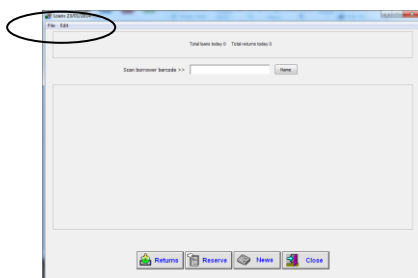 Loans 23/01/2014
File Edit
Total loans today 0 Total returns today 0
Scan borrower barcode >>
Name
Returns Reserve News Close